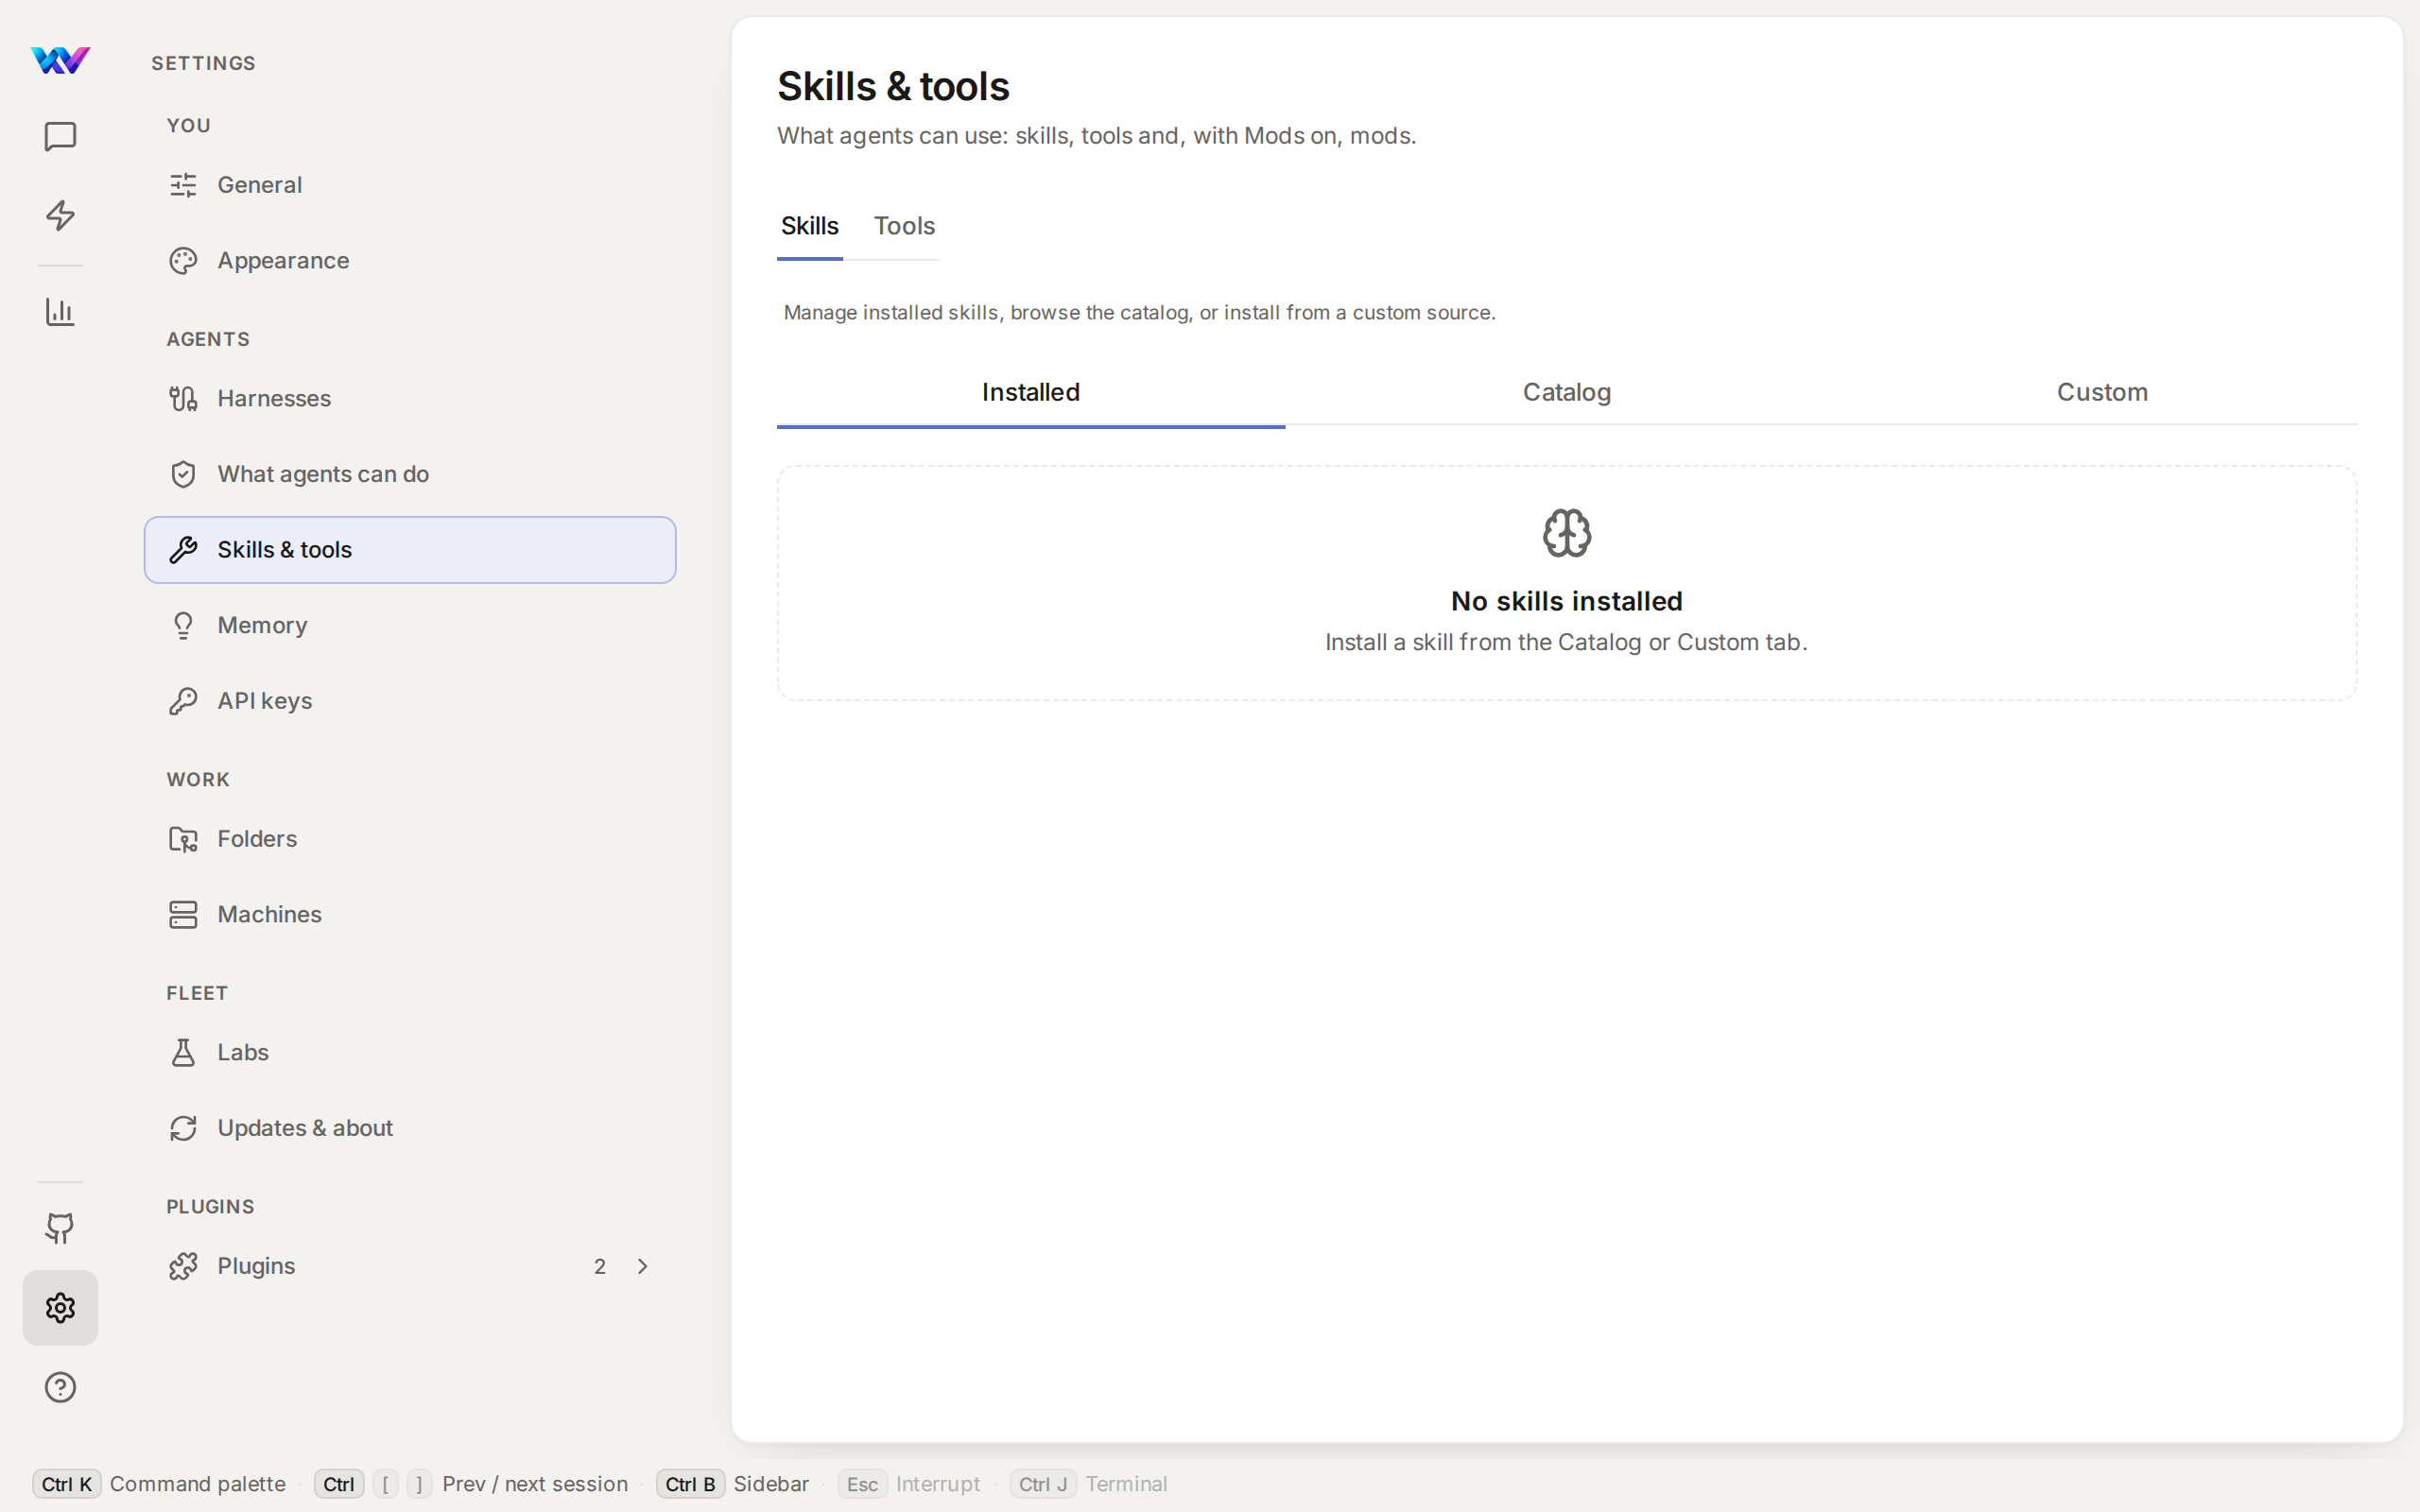 SETTINGS
YOU
General
Appearance
AGENTS
Harnesses
What agents can do
Skills & tools
Memory
API keys
WORK
Folders
Machines
FLEET
Labs
Updates & about
PLUGINS
Plugins 2
Skills & tools
What agents can use: skills, tools and, with Mods on, mods.
Skills Tools
Manage installed skills, browse the catalog, or install from a custom source.
Installed Catalog Custom
No skills installed
Install a skill from the Catalog or Custom tab.
Ctrl K Command palette · Ctrl [ ] Prev / next session · Ctrl B Sidebar · Esc Interrupt · Ctrl J Terminal